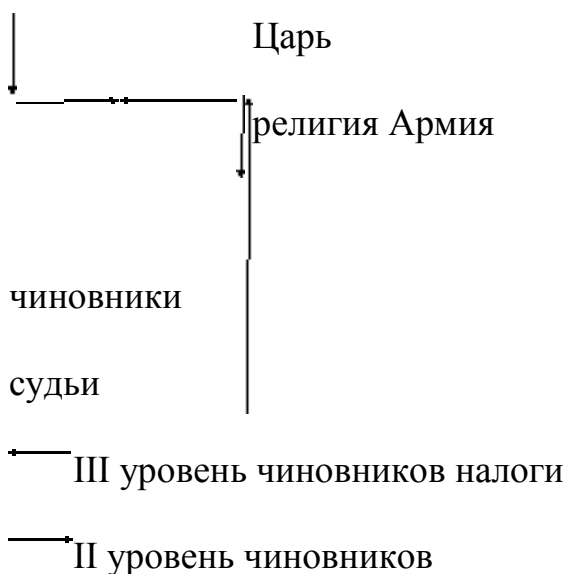 Царь
религия Армия
чиновники
судьи
III уровень чиновников налоги
II уровень чиновников